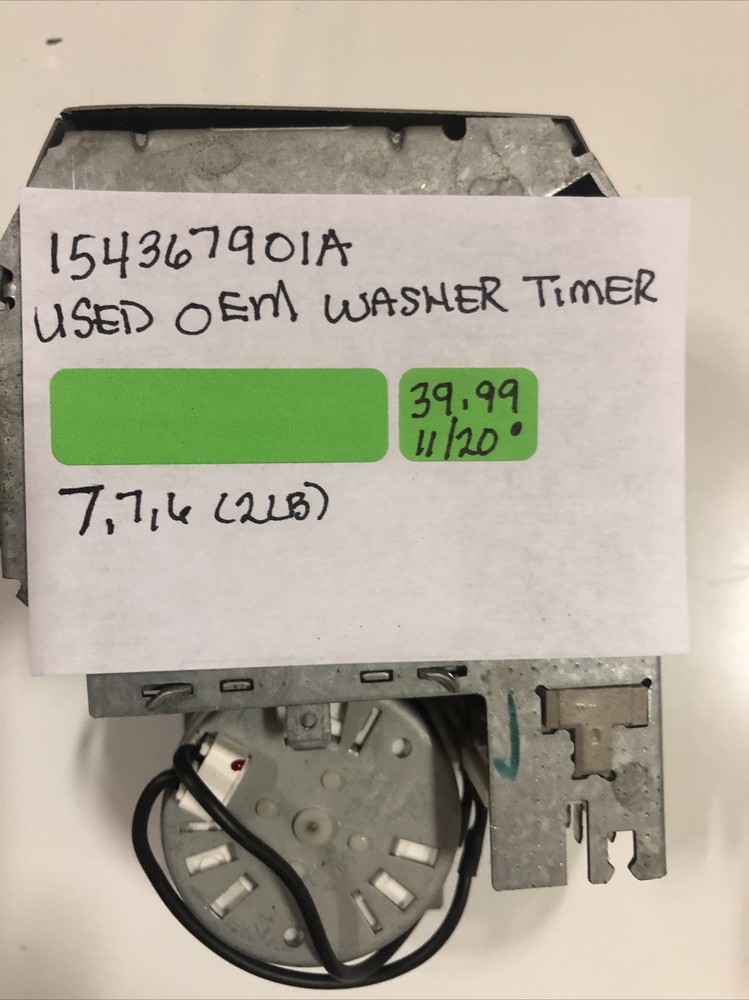 154367901A
USED OEM WASHER TIMER
39.99
11/20
7,7,6 (2LB)